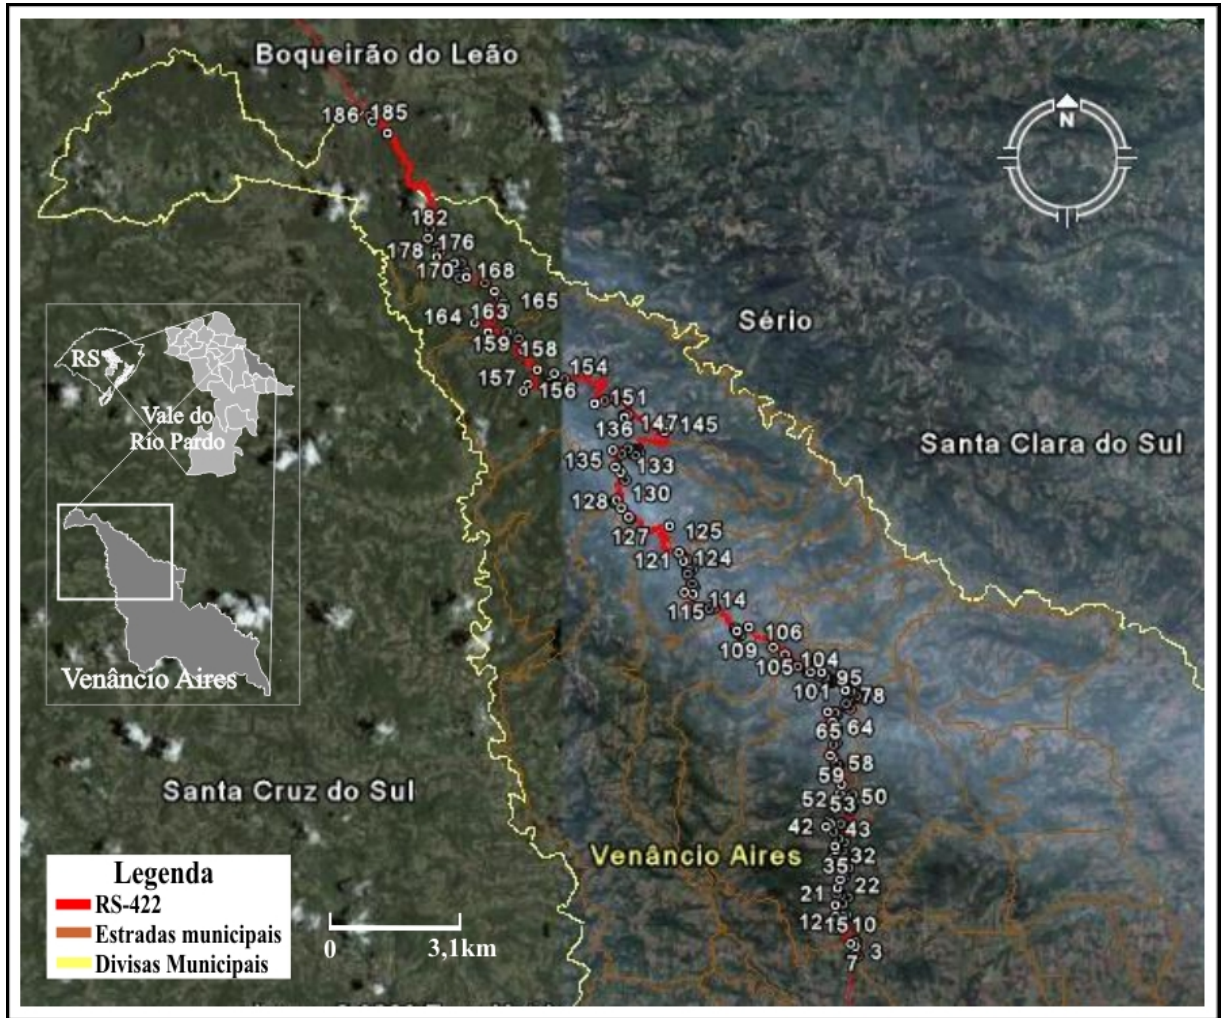 Boqueirão do Leão
186 185
N
182
178 176
170 168
165
164 163
Sério
159 158
RS
154
157 156
151
Vale do
Rio Pardo
147 145
136
Santa Clara do Sul
135 133
130
128
127 125
121 124
114
115
106
109
104
105
Venâncio Aires
95
101 78
64
65
58
59
Santa Cruz do Sul
52 53 50
42 43
Venâncio Aires
32
35
Legenda
21 22
RS-422
12 15 10
Estradas municipais
0 3,1km
3
Divisas Municipais
7